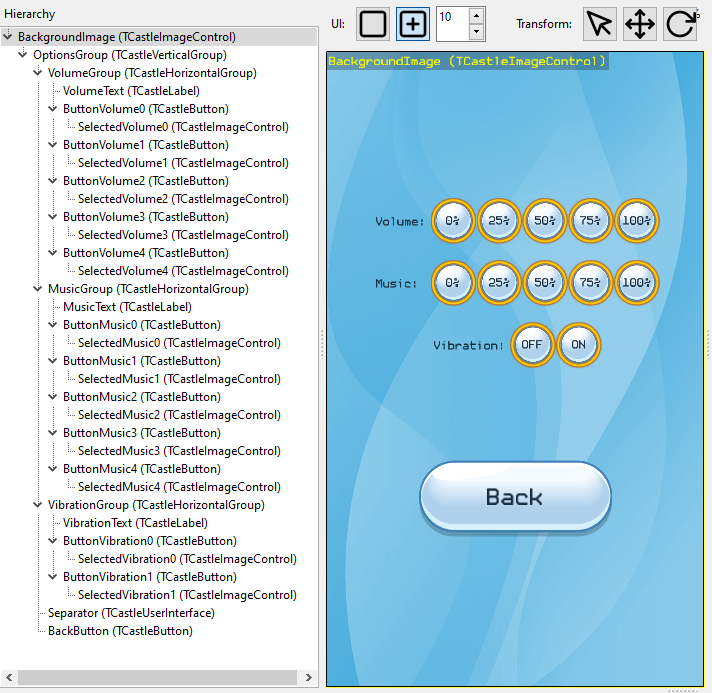 Hierarchy
BackgroundImage (TCastleImageControl)
OptionsGroup (TCastleVerticalGroup)
VolumeGroup (TCastleHorizontalGroup)
VolumeText (TCastleLabel)
ButtonVolume0 (TCastleButton)
SelectedVolume0 (TCastleImageControl)
ButtonVolume1 (TCastleButton)
SelectedVolume1 (TCastleImageControl)
ButtonVolume2 (TCastleButton)
SelectedVolume2 (TCastleImageControl)
ButtonVolume3 (TCastleButton)
SelectedVolume3 (TCastleImageControl)
ButtonVolume4 (TCastleButton)
SelectedVolume4 (TCastleImageControl)
MusicGroup (TCastleHorizontalGroup)
MusicText (TCastleLabel)
ButtonMusic0 (TCastleButton)
SelectedMusic0 (TCastleImageControl)
ButtonMusic1 (TCastleButton)
SelectedMusic1 (TCastleImageControl)
ButtonMusic2 (TCastleButton)
SelectedMusic2 (TCastleImageControl)
ButtonMusic3 (TCastleButton)
SelectedMusic3 (TCastleImageControl)
ButtonMusic4 (TCastleButton)
SelectedMusic4 (TCastleImageControl)
VibrationGroup (TCastleHorizontalGroup)
VibrationText (TCastleLabel)
ButtonVibration0 (TCastleButton)
SelectedVibration0 (TCastleImageControl)
ButtonVibration1 (TCastleButton)
SelectedVibration1 (TCastleImageControl)
Separator (TCastleUserInterface)
BackButton (TCastleButton)
UI: 10 Transform:
BackgroundImage (TCastleImageControl)
Volume: 0% 25% 50% 75% 100%
Music: 0% 25% 50% 75% 100%
Vibration: OFF ON
Back